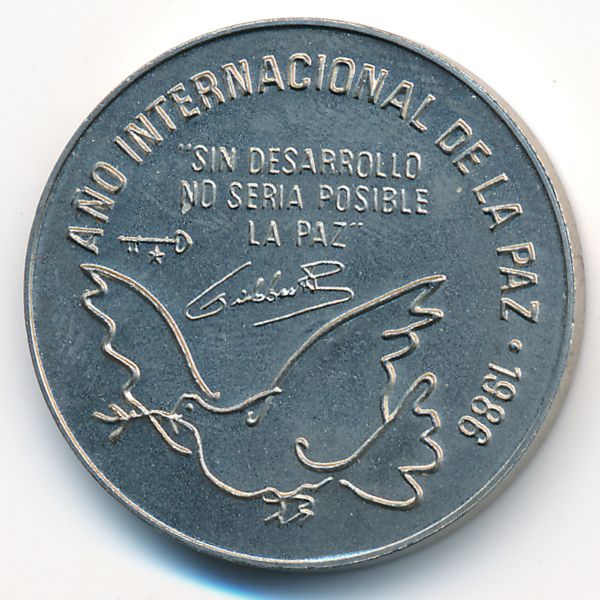 AÑO INTERNACIONAL DE LA PAZ • 1986
"SIN DESARROLLO
NO SERIA POSIBLE
LA PAZ"